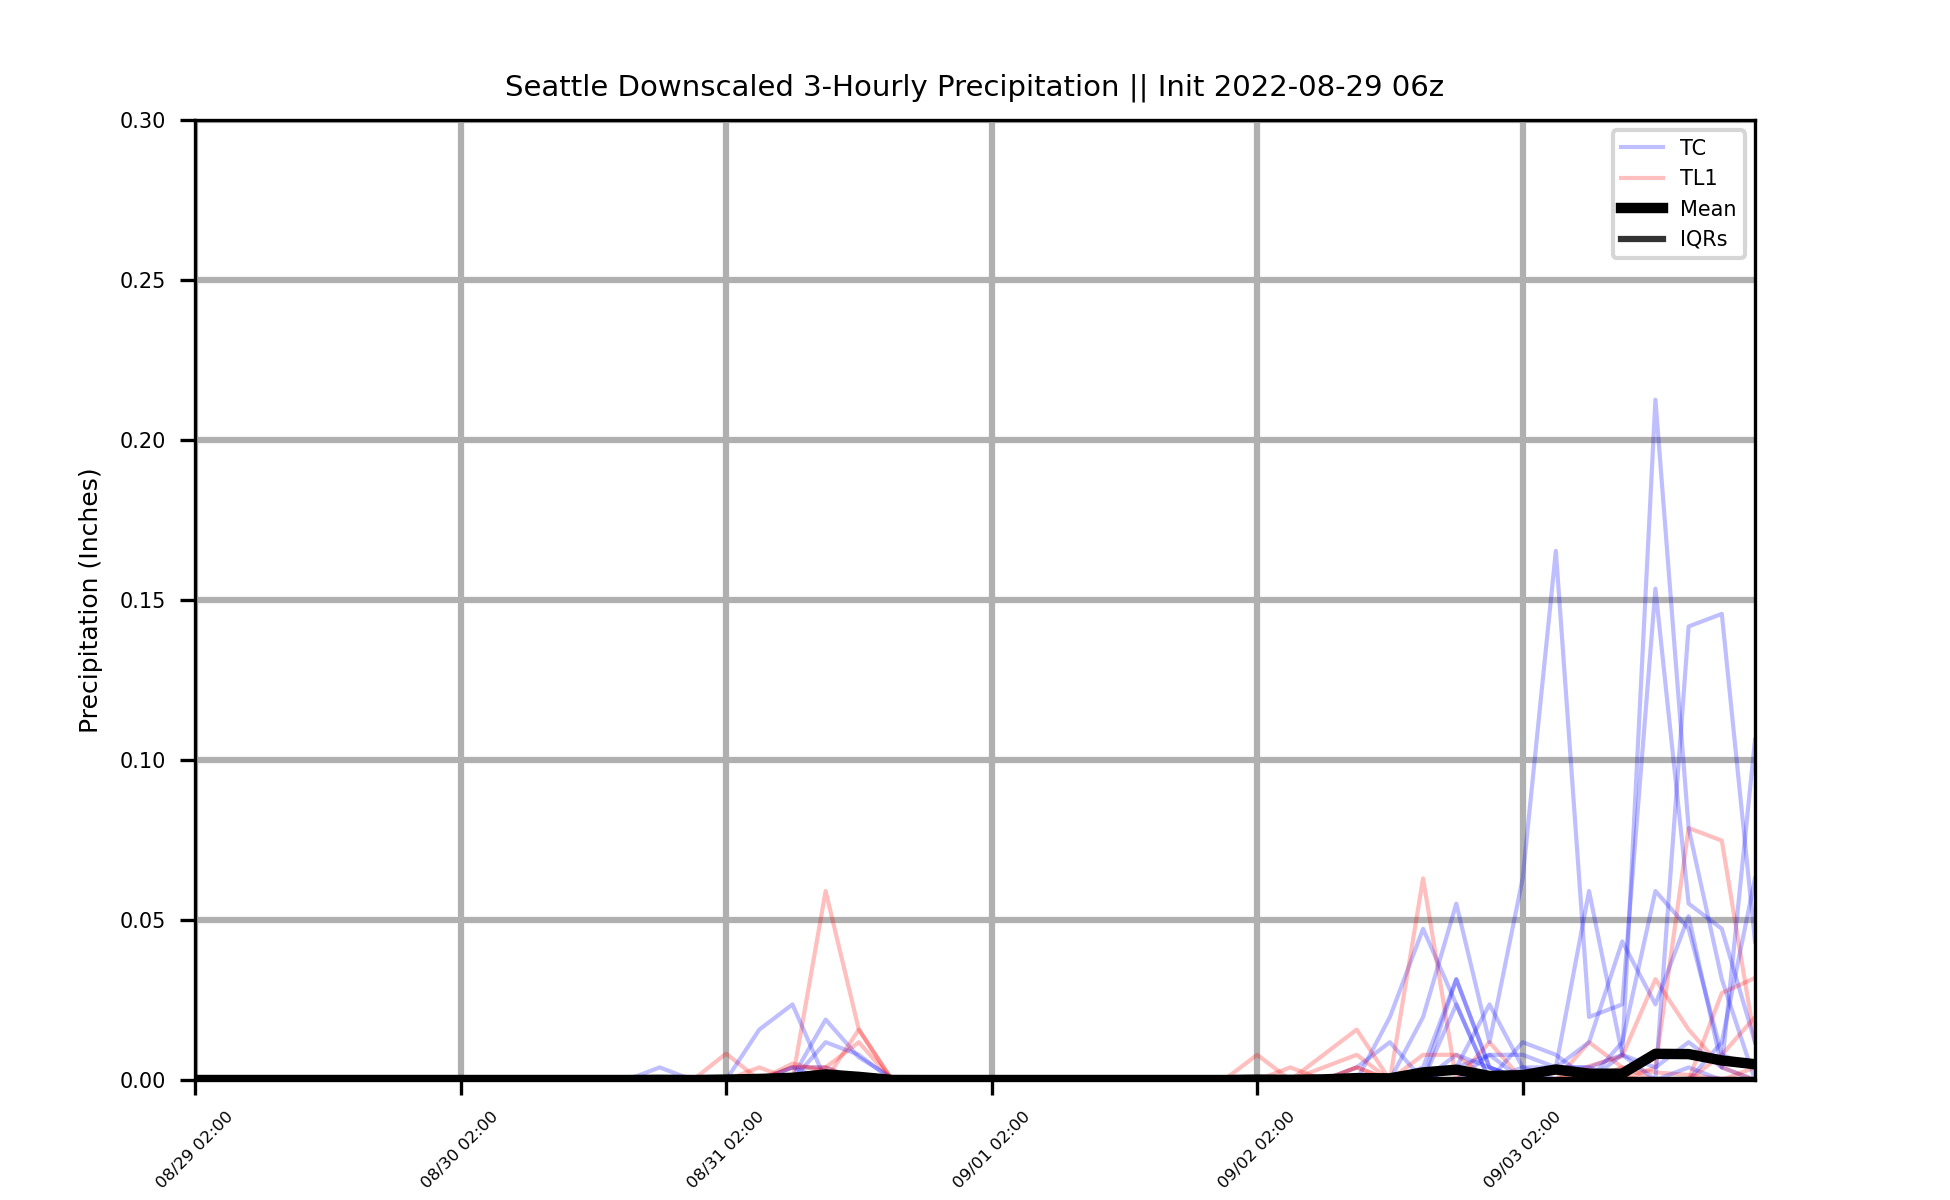 Seattle Downscaled 3-Hourly Precipitation || Init 2022-08-29 06z
0.30
0.25
0.20
0.15
0.10
0.05
0.00
Precipitation (Inches)
TC
TL1
Mean
IQRs
08/29 02:00
08/30 02:00
08/31 02:00
09/01 02:00
09/02 02:00
09/03 02:00